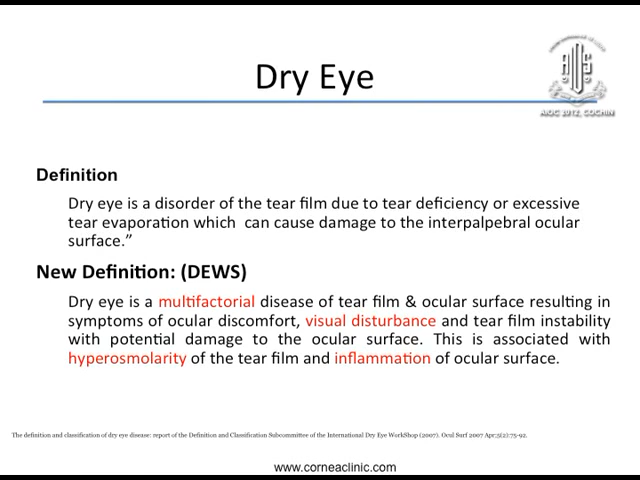 Dry Eye
AIOC 2012, COCHIN
Definition
Dry eye is a disorder of the tear film due to tear deficiency or excessive
tear evaporation which can cause damage to the interpalpebral ocular
surface.”
New Definition: (DEWS)
Dry eye is a multifactorial disease of tear film & ocular surface resulting in
symptoms of ocular discomfort, visual disturbance and tear film instability
with potential damage to the ocular surface. This is associated with
hyperosmolarity of the tear film and inflammation of ocular surface.
The definition and classification of dry eye disease: report of the Definition and Classification Subcommittee of the International Dry Eye WorkShop (2007). Ocul Surf 2007 Apr;5(2):75-92.
www.corneaclinic.com